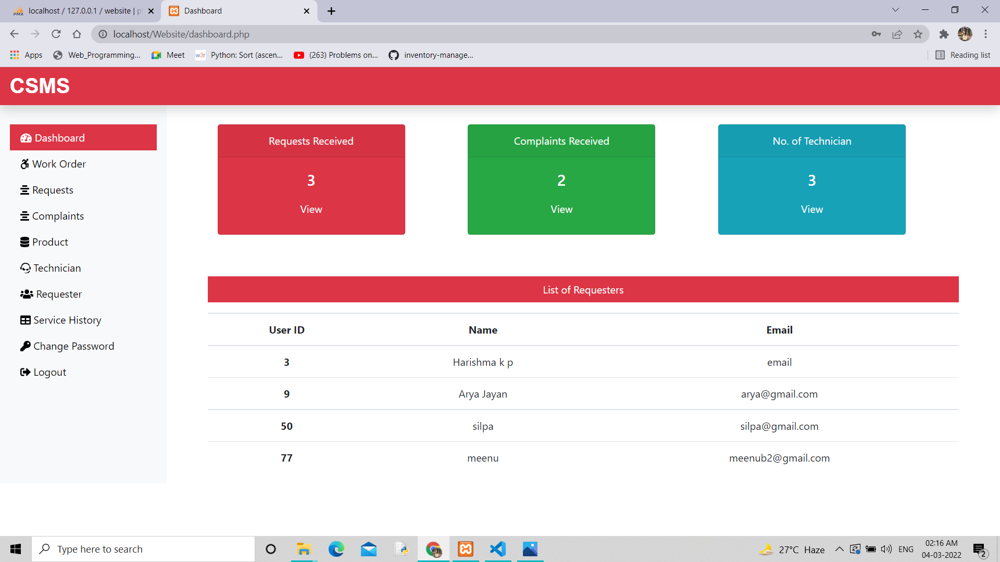 localhost / 127.0.0.1 / website |
Dashboard
localhost/Website/dashboard.php
Apps
Web_Programming...
Meet
w3r
Python: Sort (ascen...
(263) Problems on...
inventory-manage...
Reading list
CSMS
Dashboard
Work Order
Requests
Complaints
Product
Technician
Requester
Service History
Change Password
Logout
Requests Received
3
View
Complaints Received
2
View
No. of Technician
3
View
List of Requesters
User ID Name Email
3 Harishma k p email
9 Arya Jayan arya@gmail.com
50 silpa silpa@gmail.com
77 meenu meenub2@gmail.com
Type here to search
27°C Haze
ENG
02:16 AM
04-03-2022
2
PMA